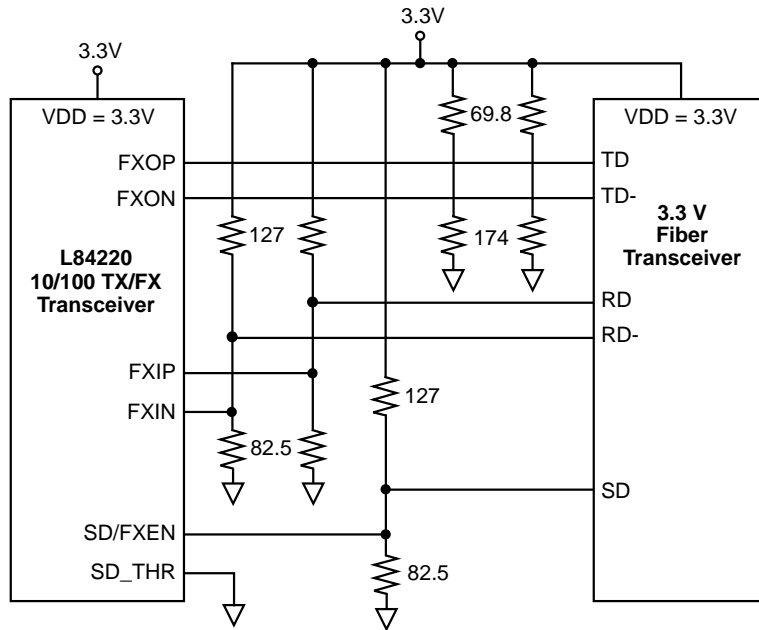 3.3V
3.3V
VDD = 3.3V
69.8
VDD = 3.3V
FXOP
TD
FXON
TD-
127
174
3.3 V
Fiber
Transceiver
L84220
10/100 TX/FX
Transceiver
RD
RD-
FXIP
127
FXIN
82.5
SD
SD/FXEN
SD_THR
82.5